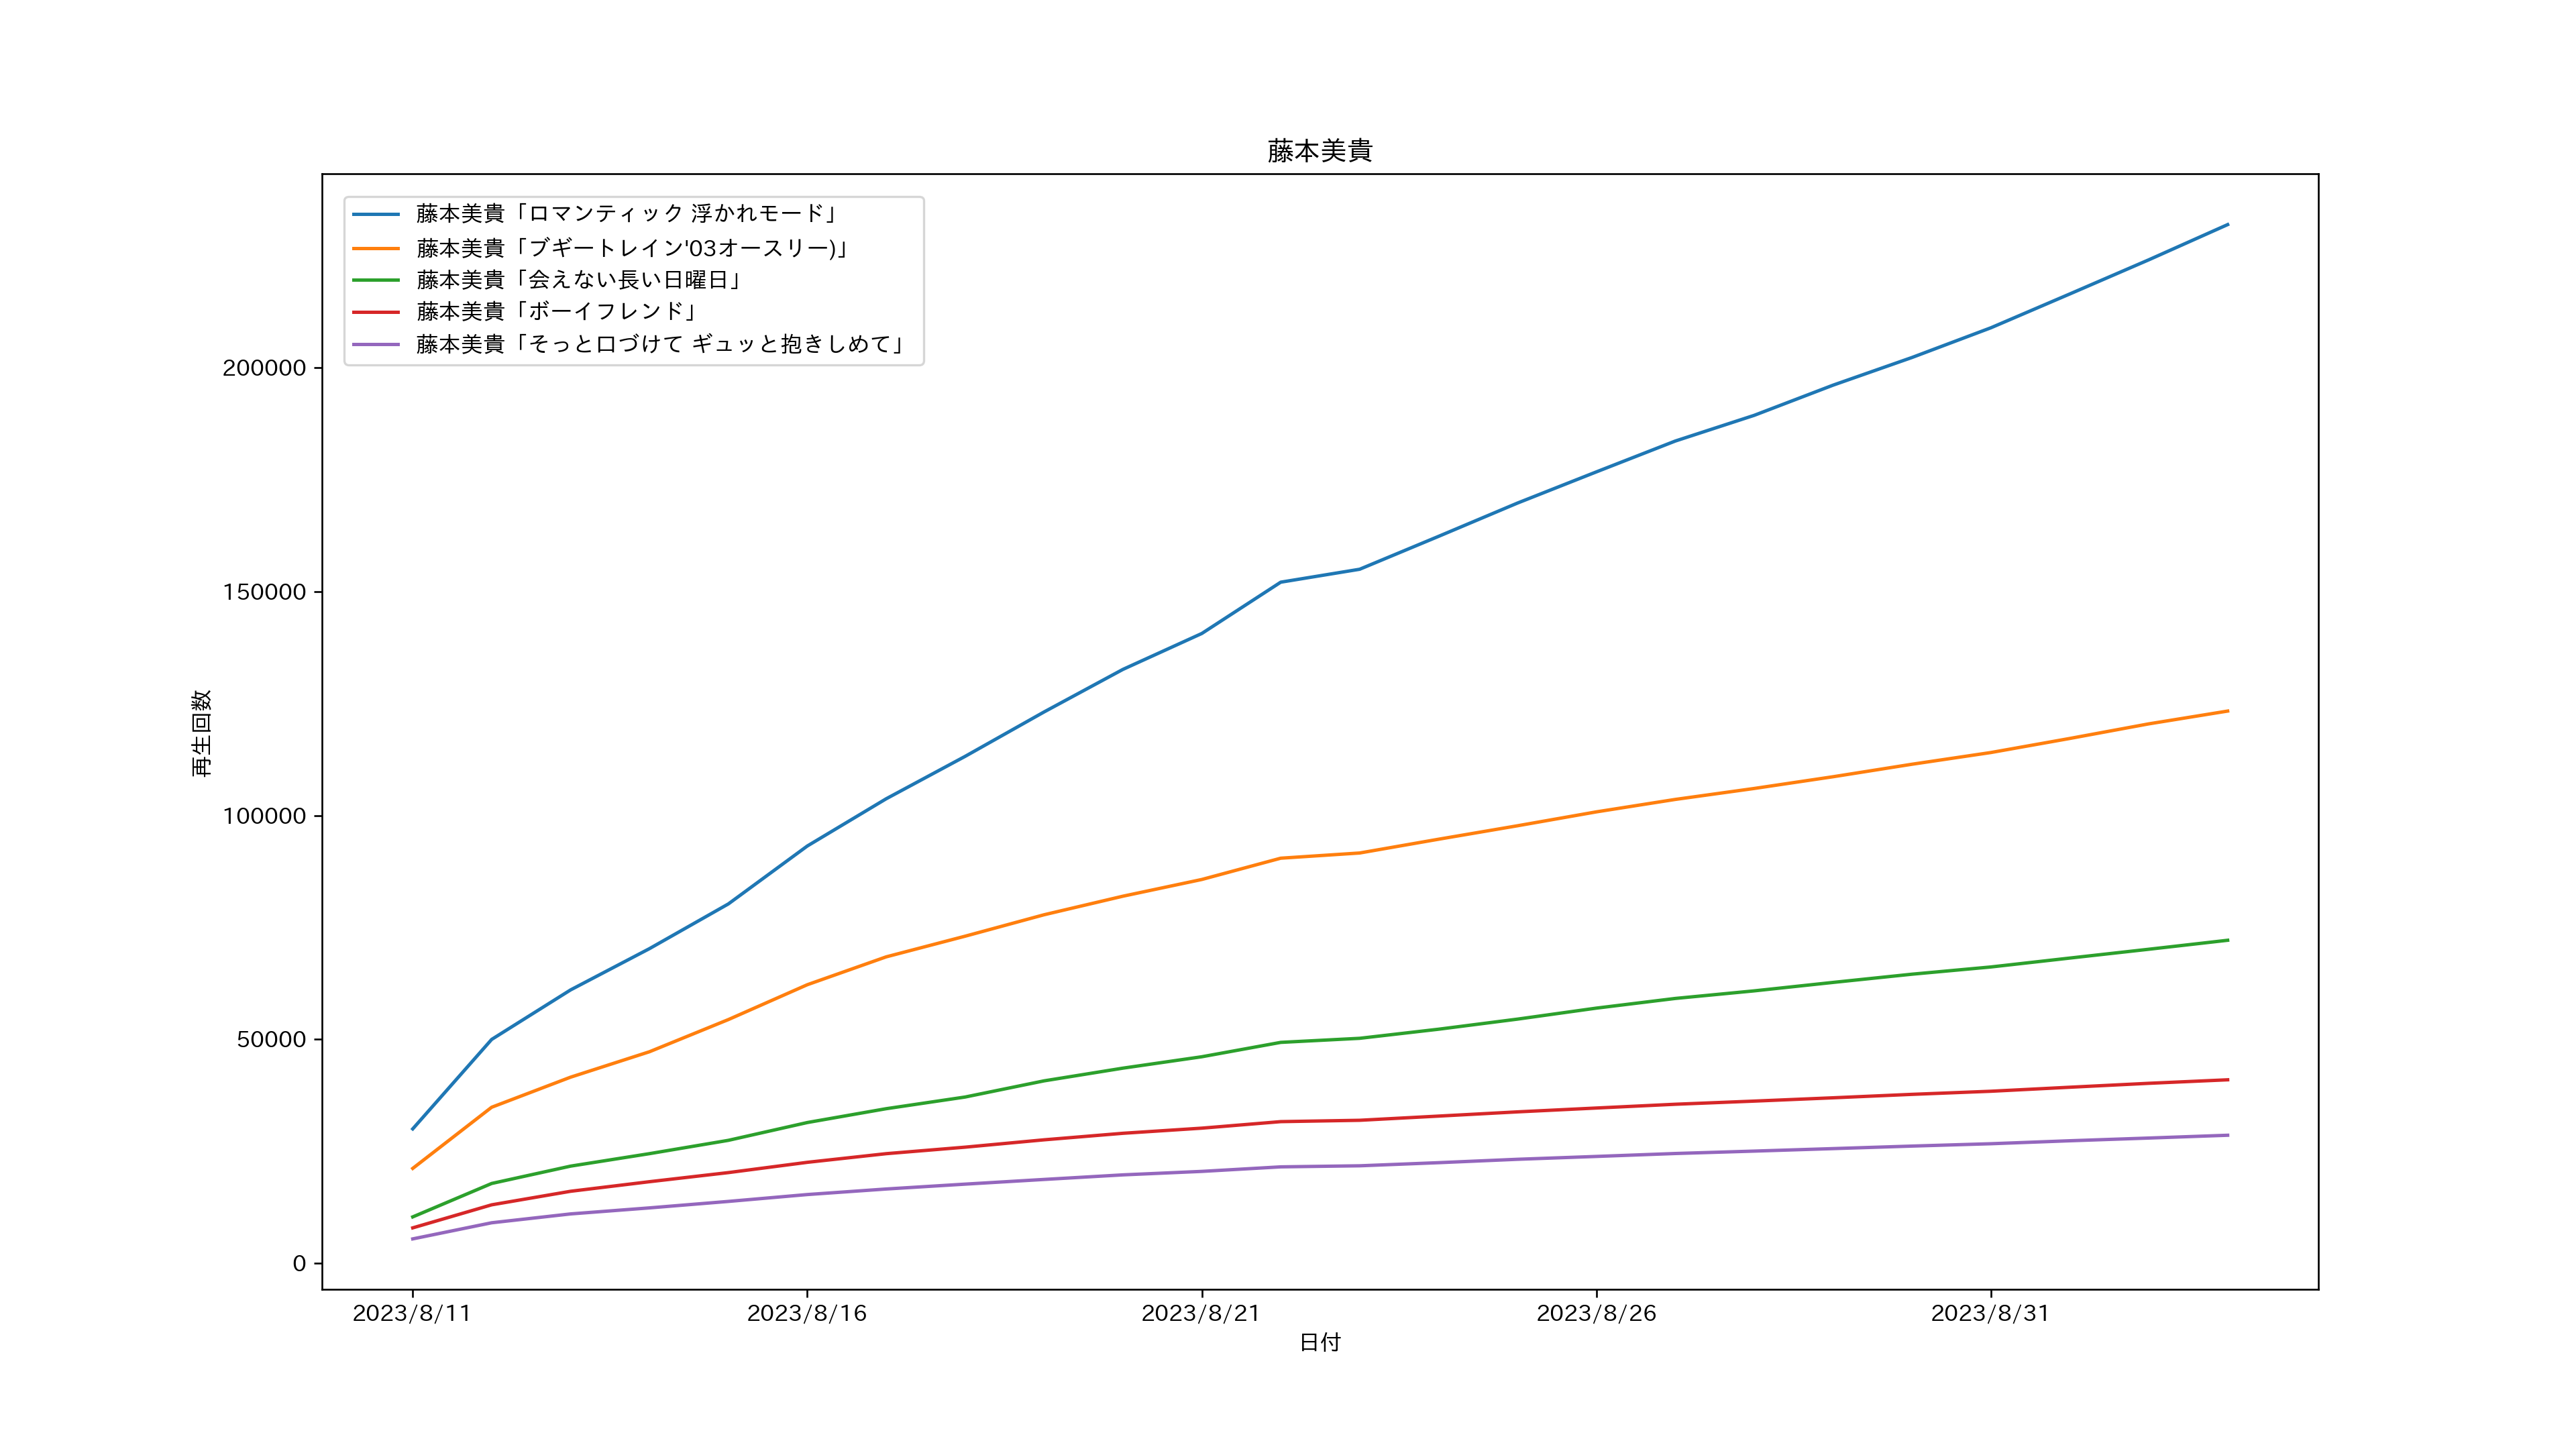 藤本美貴
藤本美貴「ロマンティック 浮かれモード」
藤本美貴「ブギートレイン'03オースリー)」
藤本美貴「会えない長い日曜日」
藤本美貴「ボーイフレンド」
藤本美貴「そっと口づけて ギュッと抱きしめて」
200000
150000
100000
50000
0
再生回数
2023/8/11
2023/8/16
2023/8/21
2023/8/26
2023/8/31
日付